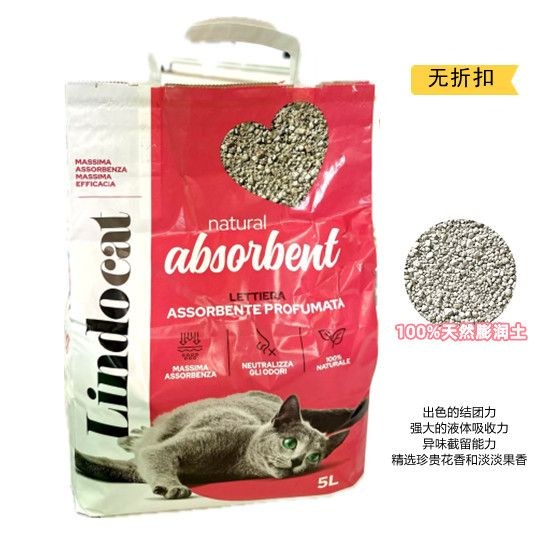 无折扣
MASSIMA
ASSORBENZA
MASSIMA
EFFICACIA
Lindocat
natural
absorbent
LETTIERA
ASSORBENTE PROFUMATA
MASSIMA
ASSORBENZA
NEUTRALIZZA
GLI ODORI
100%
NATURALE
5L
100%天然膨润土
出色的结团力
强大的液体吸收力
异味截留能力
精选珍贵花香和淡淡果香